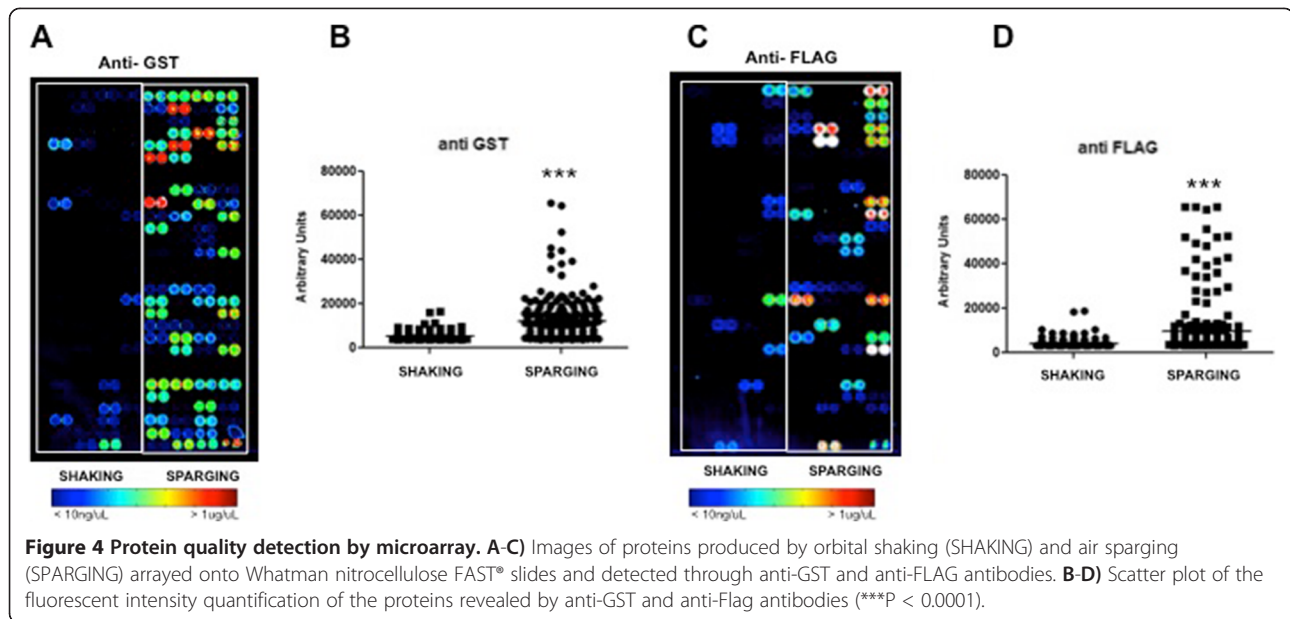 A
Anti- GST
SHAKING
SPARGING
< 10ng/uL
> 1ug/uL
B
anti GST
***
80000
60000
40000
20000
0
Arbitrary Units
SHAKING
SPARGING
C
Anti- FLAG
SHAKING
SPARGING
< 10ng/uL
> 1ug/uL
D
anti FLAG
***
80000
60000
40000
20000
0
Arbitrary Units
SHAKING
SPARGING
Figure 4 Protein quality detection by microarray. A-C) Images of proteins produced by orbital shaking (SHAKING) and air sparging
(SPARGING) arrayed onto Whatman nitrocellulose FAST® slides and detected through anti-GST and anti-FLAG antibodies. B-D) Scatter plot of the
fluorescent intensity quantification of the proteins revealed by anti-GST and anti-Flag antibodies (***P < 0.0001).